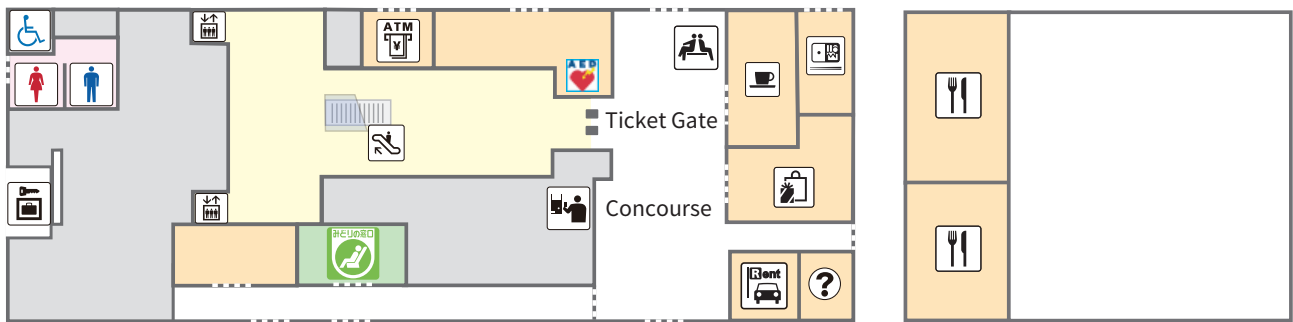 ATM
¥
AED
Ticket Gate
Concourse
みどりの窓口
Rent
?